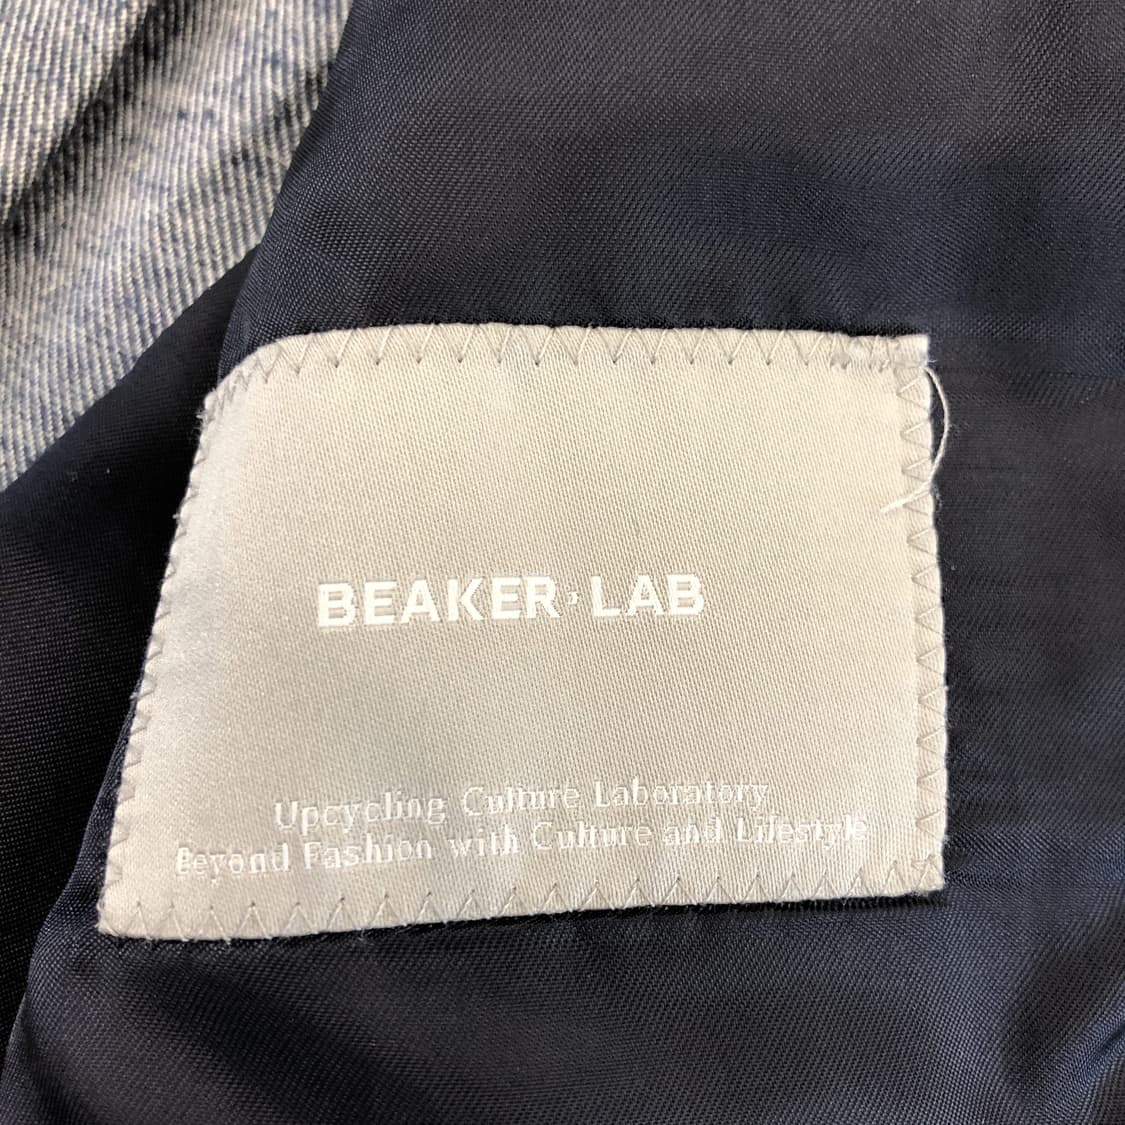 BEAKER›LAB
Upcycling Culture Laboratory
Beyond Fashion with Culture and Lifestyle